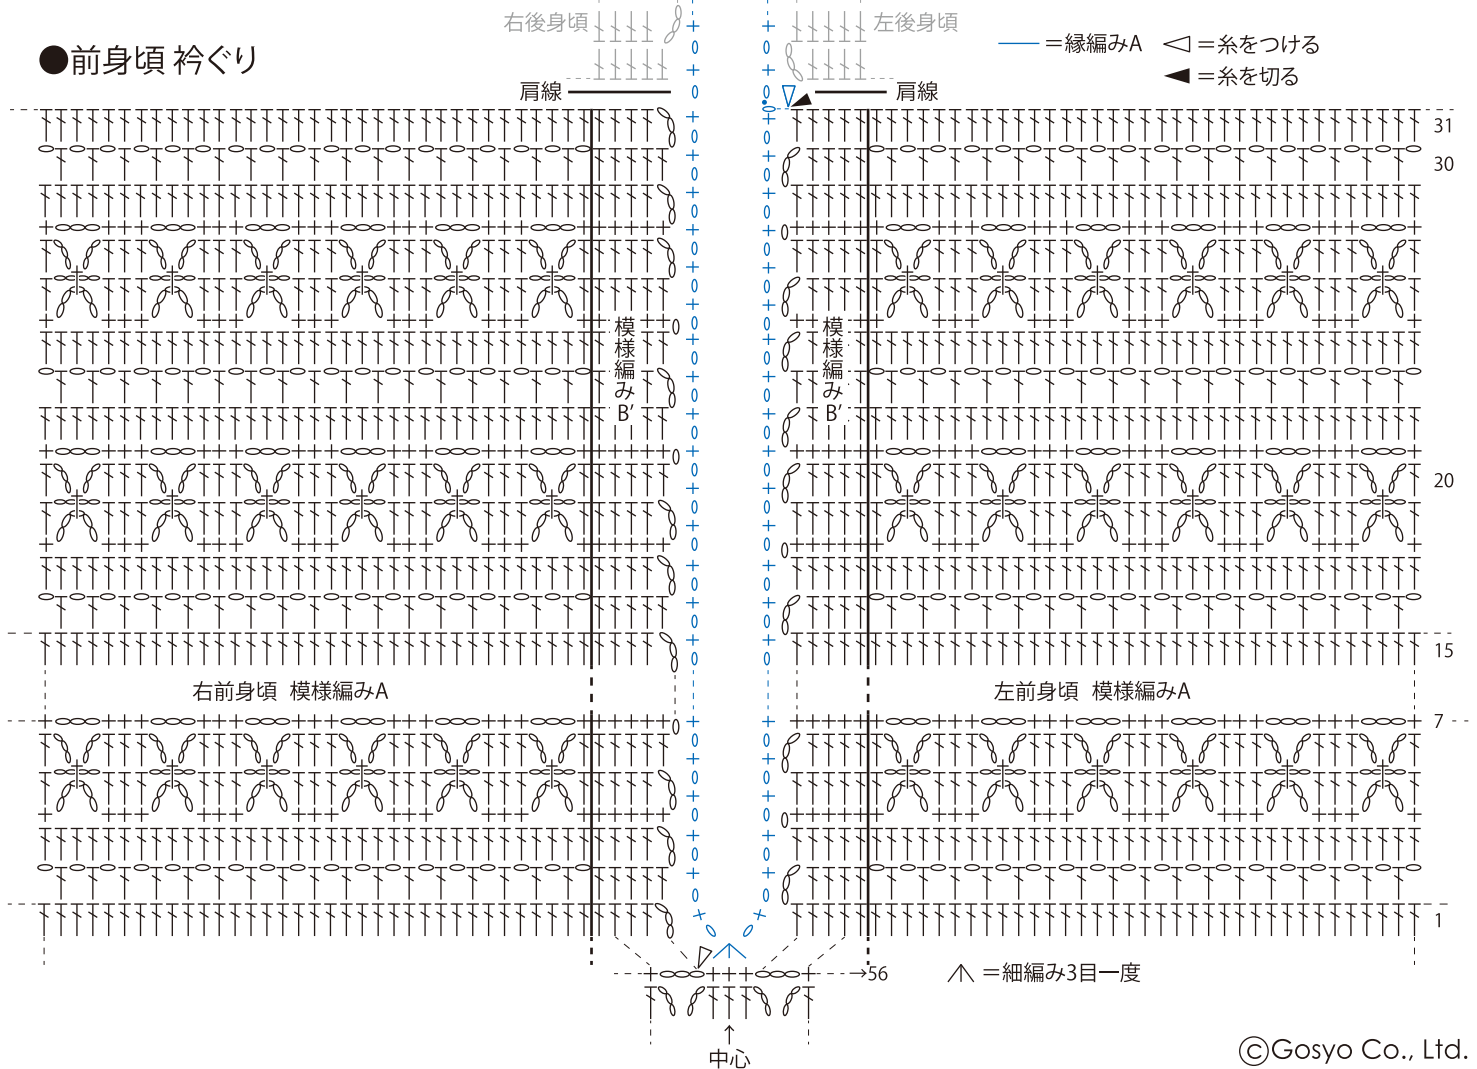 右後身頃
左後身頃
●前身頃 衿ぐり
＝縁編みA
＝糸をつける
＝糸を切る
肩線
肩線
31
30
模様編みB'
模様編みB'
20
15
右前身頃 模様編みA
左前身頃 模様編みA
7
1
→56
＝細編み3目一度
中心
©Gosyo Co., Ltd.